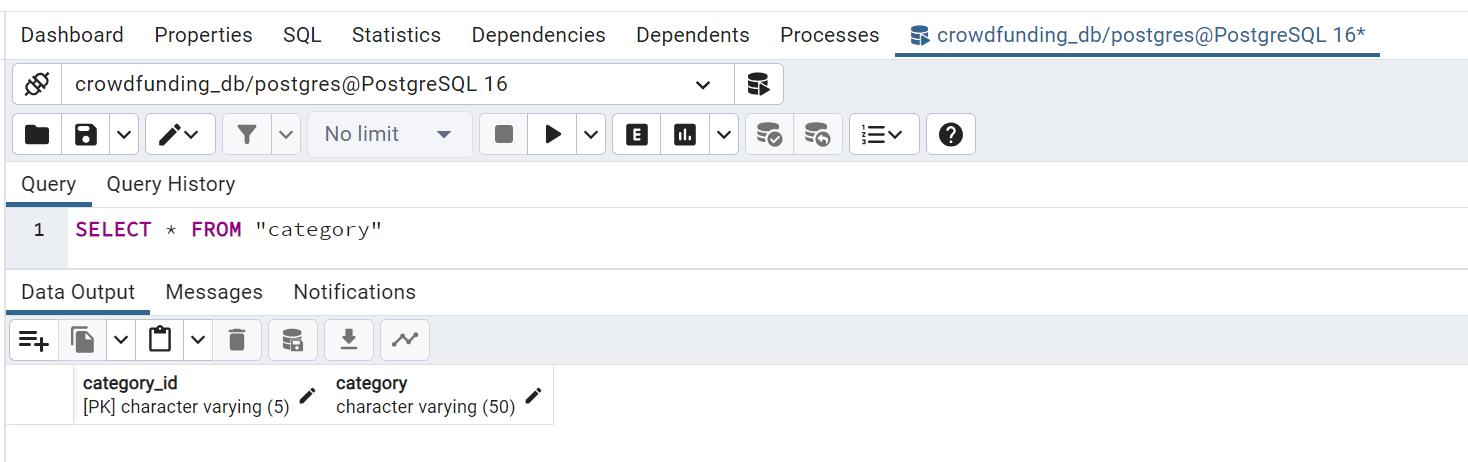 Dashboard Properties SQL Statistics Dependencies Dependents Processes crowdfunding_db/postgres@PostgreSQL 16*
crowdfunding_db/postgres@PostgreSQL 16
No limit E
Query Query History
1 SELECT * FROM "category"
Data Output Messages Notifications
category_id category
[PK] character varying (5) character varying (50)